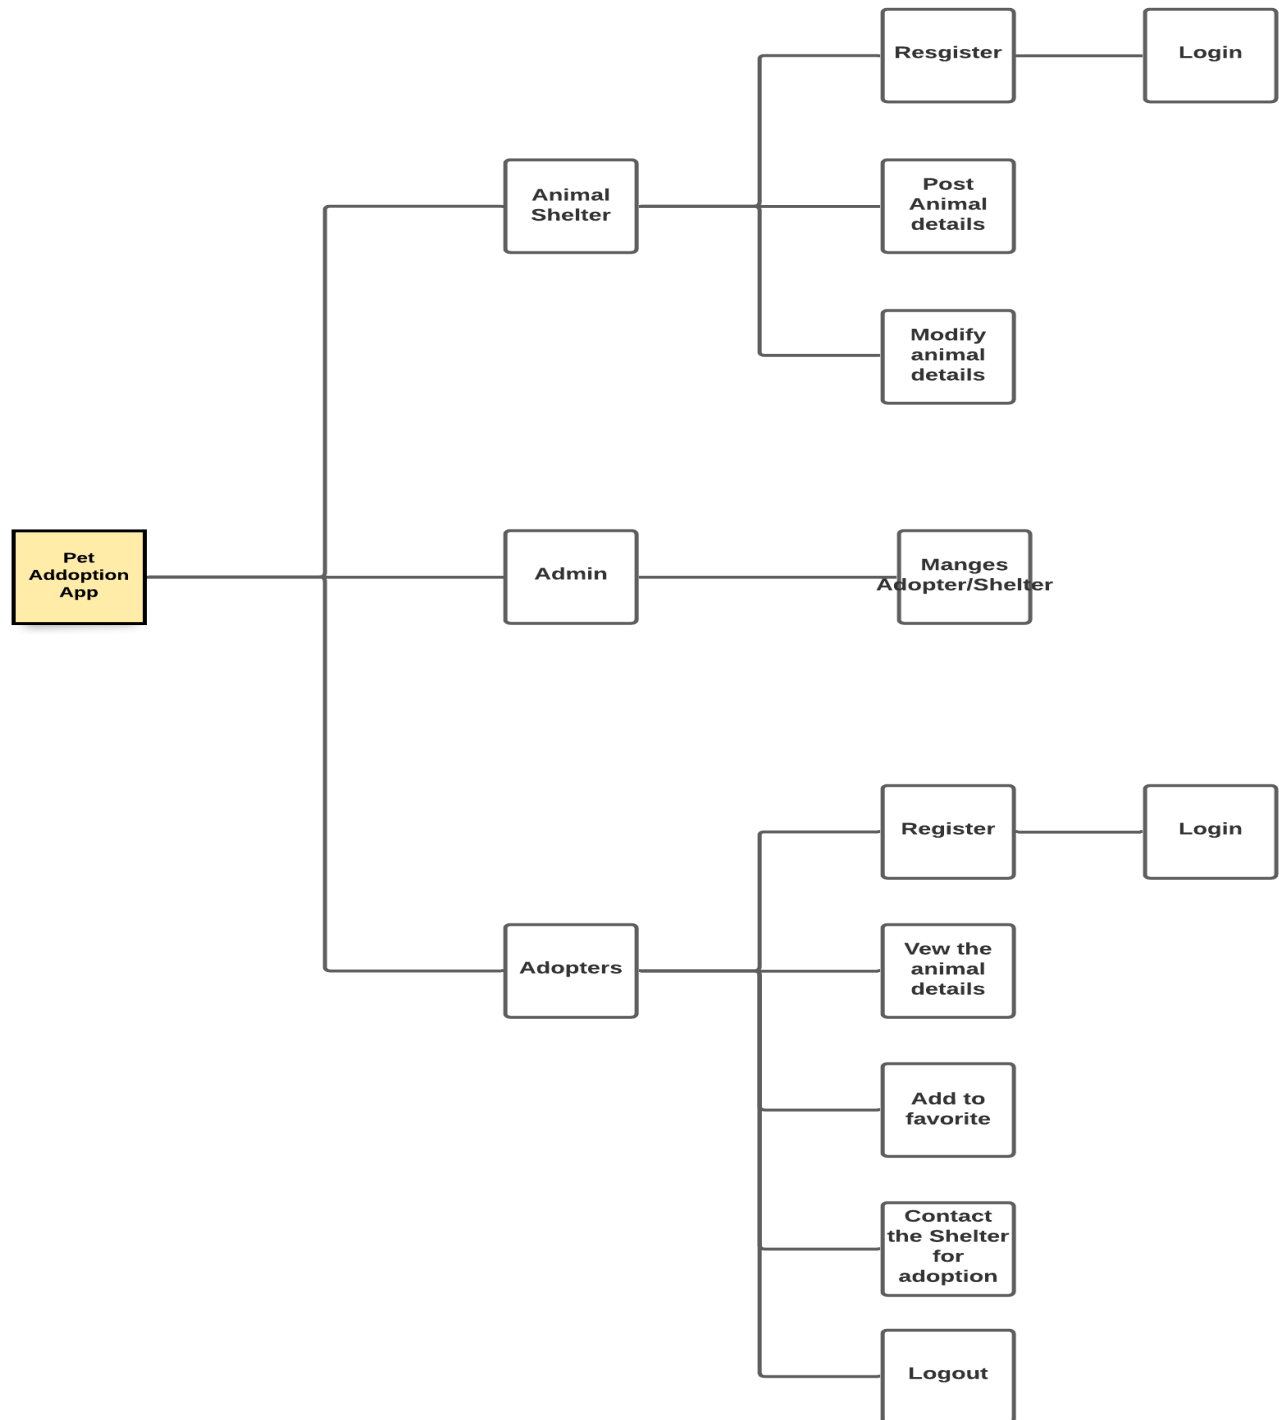 Resgister
Login
Animal
Shelter
Post
Animal
details
Modify
animal
details
Pet
Addoption
App
Admin
Manges
Adopter/Shelter
Register
Login
Adopters
Vew the
animal
details
Add to
favorite
Contact
the Shelter
for
adoption
Logout